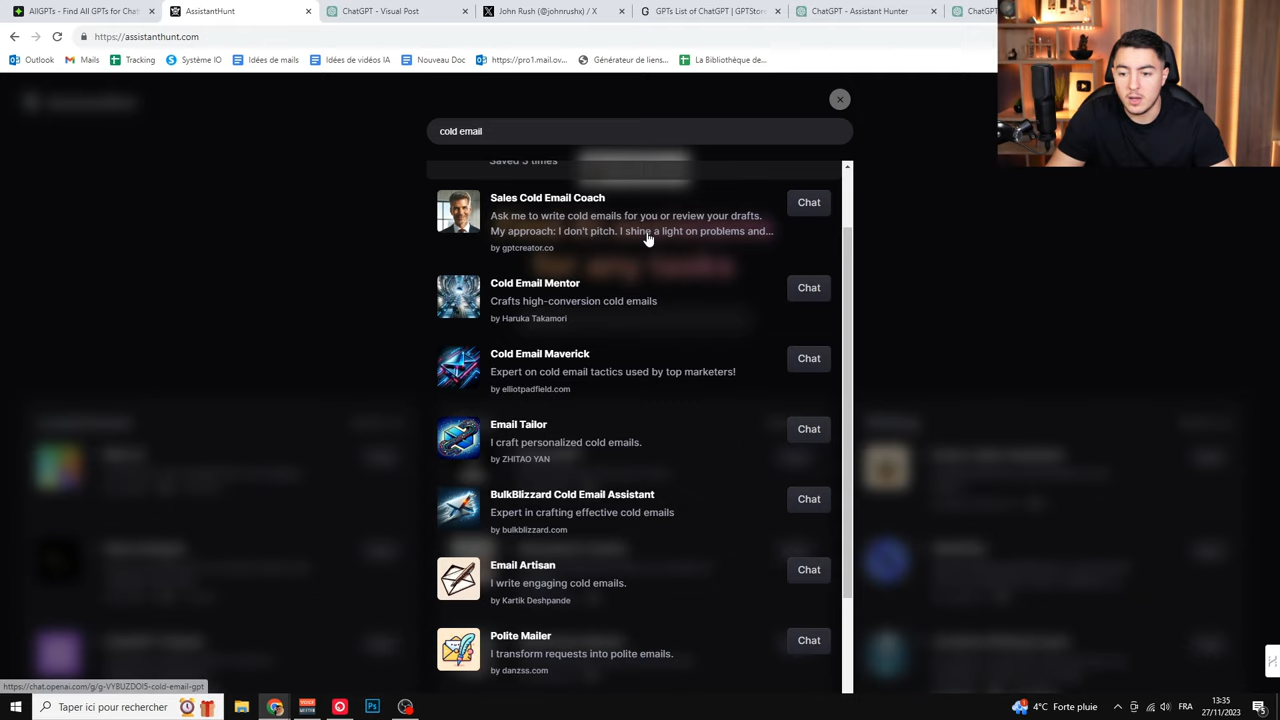 AllGPTs - Find All GPTs for Chat
AssistantHunt
ChatGPT - Visual Post
John Rush (@johnrushx) / X
GPTs List of ChatGPT | GPTStore
ChatGPT - Assistant Hunter
ChatGPT
https://assistanthunt.com
Outlook
Mails
Tracking
Système IO
Idées de mails
Idées de vidéos IA
Nouveau Doc
https://pro1.mail.ov...
Générateur de liens...
La Bibliothèque de...
cold email
Saved 3 times
Sales Cold Email Coach
Chat
Ask me to write cold emails for you or review your drafts.
My approach: I don't pitch. I shine a light on problems and...
by gptcreator.co
for any tasks
Cold Email Mentor
Chat
Crafts high-conversion cold emails
by Haruka Takamori
Cold Email Maverick
Chat
Expert on cold email tactics used by top marketers!
by elliotpadfield.com
Email Tailor
Chat
I craft personalized cold emails.
by ZHITAO YAN
BulkBlizzard Cold Email Assistant
Chat
Expert in crafting effective cold emails
by bulkblizzard.com
Email Artisan
Chat
I write engaging cold emails.
by Kartik Deshpande
Polite Mailer
Chat
I transform requests into polite emails.
by danzss.com
https://chat.openai.com/g/g-VYBUZDOI5-cold-email-gpt
Taper ici pour rechercher
4°C Forte pluie
FRA
13:35
27/11/2023